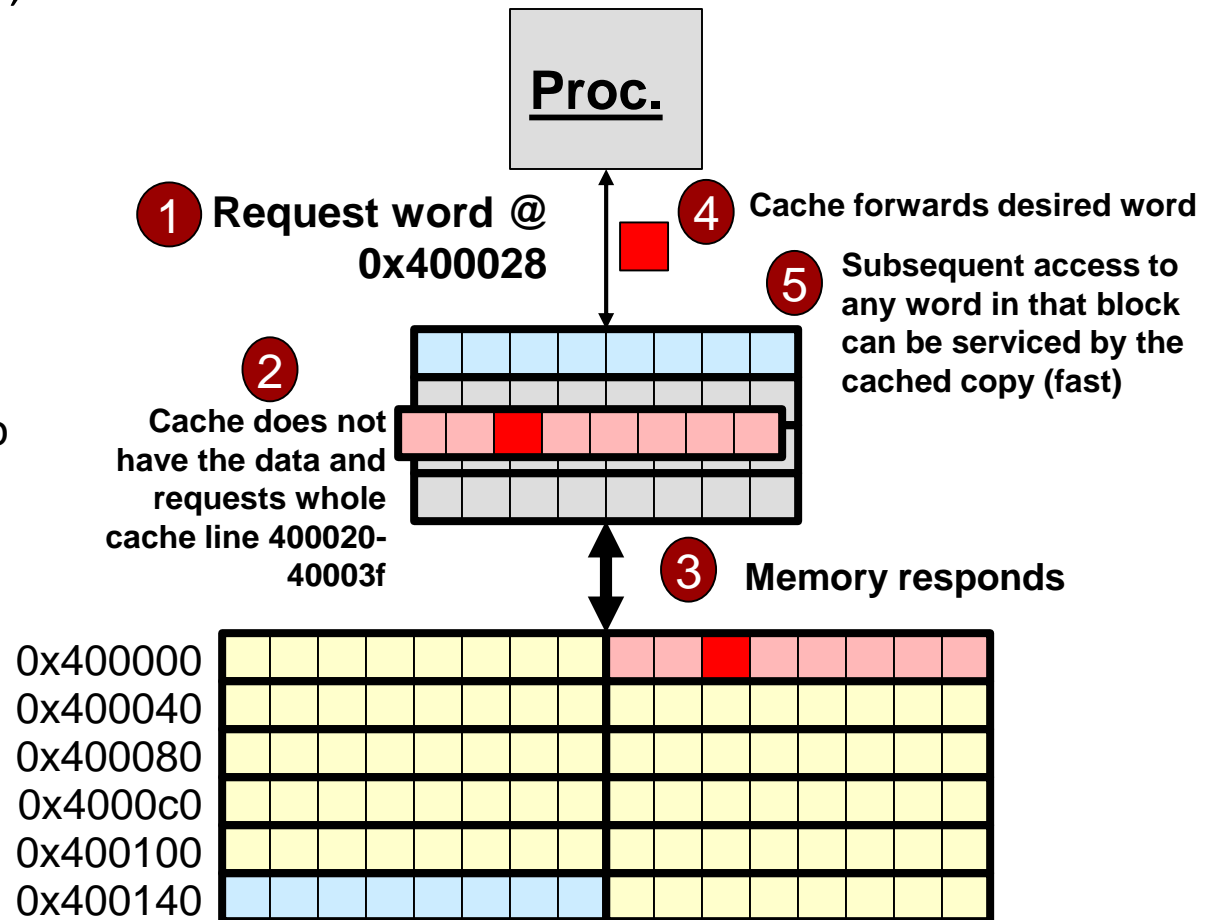 )
Proc.
1
Request word @
0x400028
4
Cache forwards desired word
5
Subsequent access to
any word in that block
can be serviced by the
cached copy (fast)
2
Cache does not
have the data and
requests whole
cache line 400020-
40003f
3
Memory responds
0x400000
0x400040
0x400080
0x4000c0
0x400100
0x400140